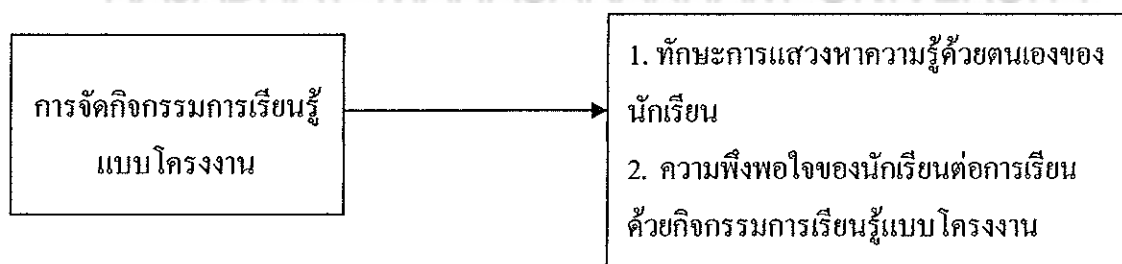 การจัดกิจกรรมการเรียนรู้
แบบโครงงาน
1. ทักษะการแสวงหาความรู้ด้วยตนเองของ
นักเรียน
2. ความพึงพอใจของนักเรียนต่อการเรียน
ด้วยกิจกรรมการเรียนรู้แบบโครงงาน